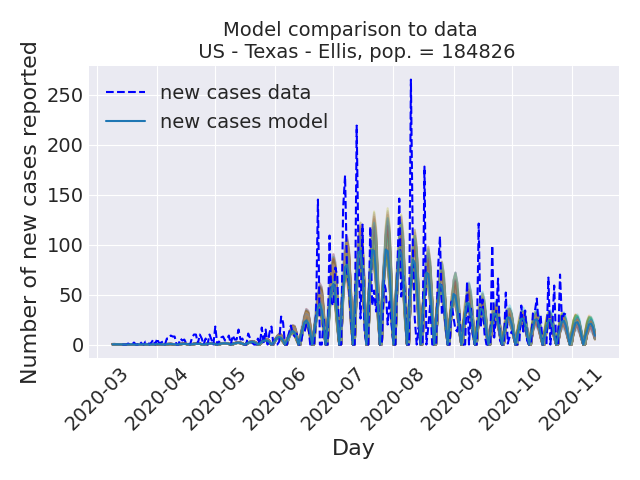 Model comparison to data
US - Texas - Ellis, pop. = 184826
Number of new cases reported
250
200
150
100
50
0
new cases data
new cases model
2020-03
2020-04
2020-05
2020-06
2020-07
2020-08
2020-09
2020-10
2020-11
Day